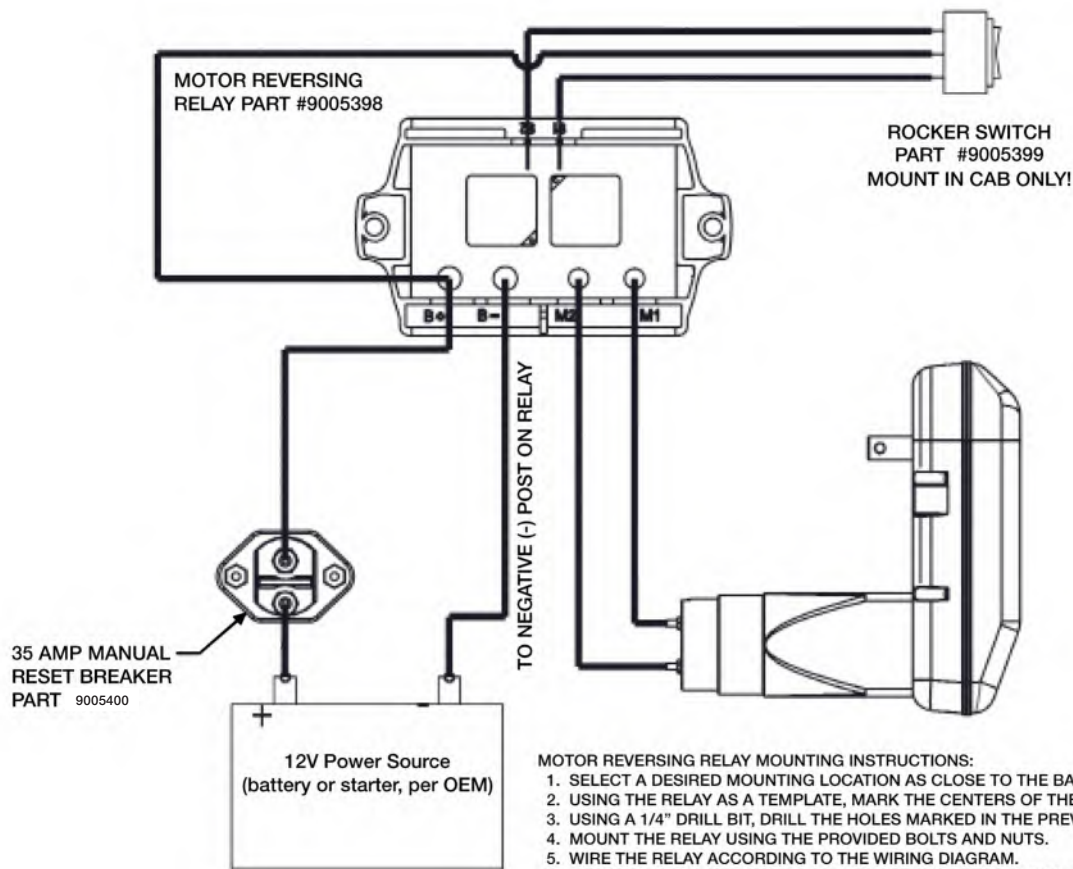 MOTOR REVERSING
RELAY PART #9005398
ROCKER SWITCH
PART #9005399
MOUNT IN CAB ONLY!
B+
B-
M2
M1
TO NEGATIVE (-) POST ON RELAY
35 AMP MANUAL
RESET BREAKER
PART 9005400
+
-
12V Power Source
(battery or starter, per OEM)
MOTOR REVERSING RELAY MOUNTING INSTRUCTIONS:
1. SELECT A DESIRED MOUNTING LOCATION AS CLOSE TO THE BA
2. USING THE RELAY AS A TEMPLATE, MARK THE CENTERS OF THE
3. USING A 1/4" DRILL BIT, DRILL THE HOLES MARKED IN THE PREV
4. MOUNT THE RELAY USING THE PROVIDED BOLTS AND NUTS.
5. WIRE THE RELAY ACCORDING TO THE WIRING DIAGRAM.